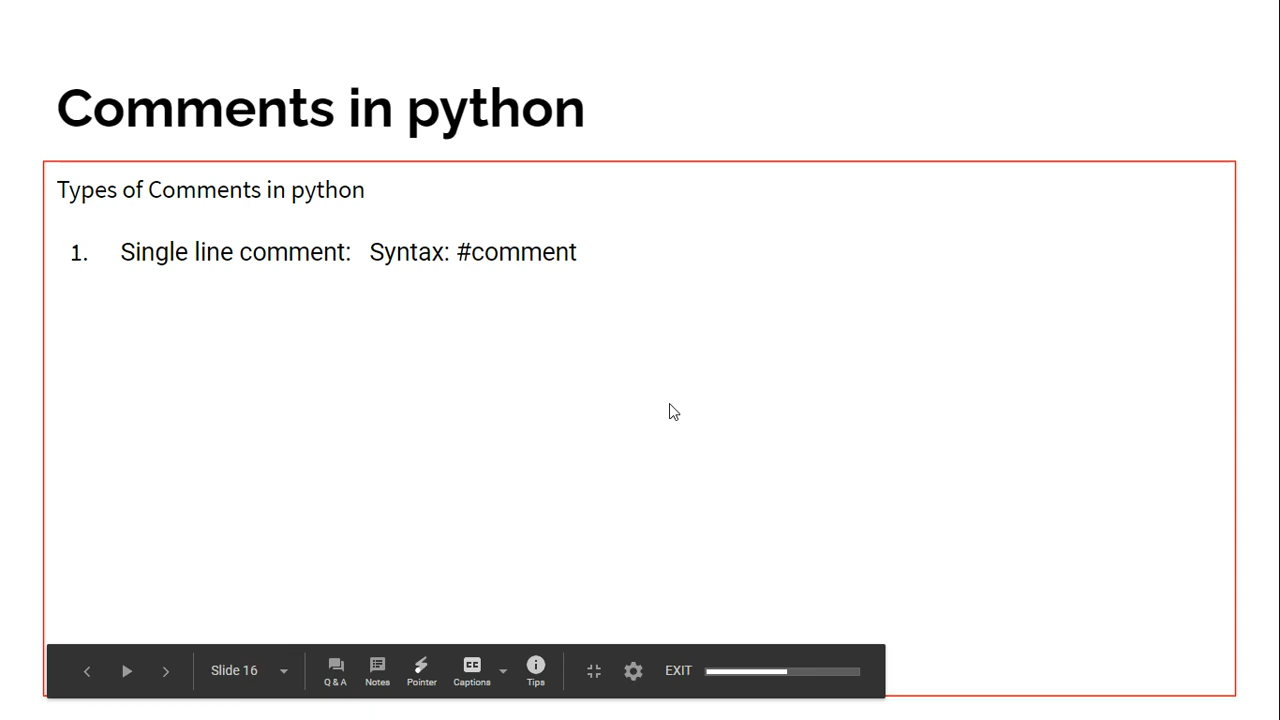 Comments in python
Types of Comments in python
1. Single line comment: Syntax: #comment
Slide 16
Q & A
Notes
Pointer
CC
Captions
Tips
EXIT